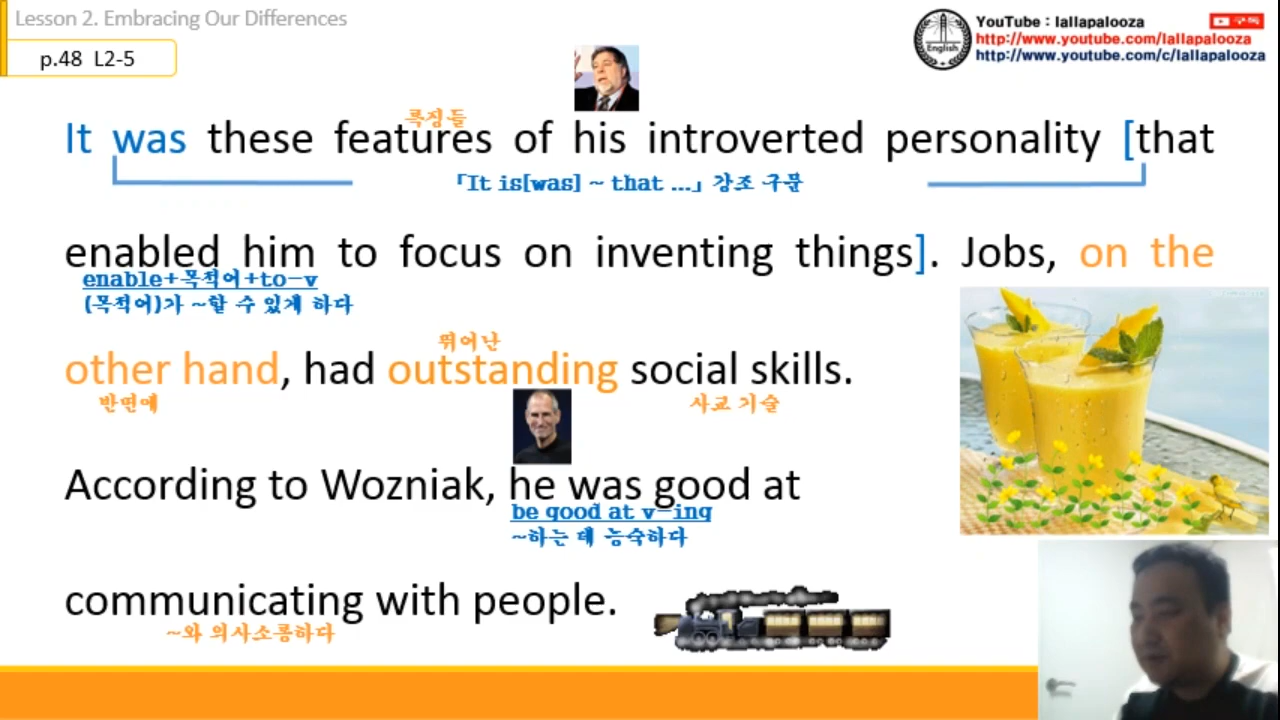 Lesson 2. Embracing Our Differences
p.48 L2-5
English
YouTube : lallapalooza
구독
http://www.youtube.com/lallapalooza
http://www.youtube.com/c/lallapalooza
특징들
It was these features of his introverted personality [that
「It is[was] ~ that ...」 강조 구문
enabled him to focus on inventing things]. Jobs, on the
enable+목적어+to-v
(목적어)가 ~할 수 있게 하다
뛰어난
other hand, had outstanding social skills.
반면에
사교 기술
According to Wozniak, he was good at
be good at v-ing
~하는 데 능숙하다
communicating with people.
~와 의사소통하다